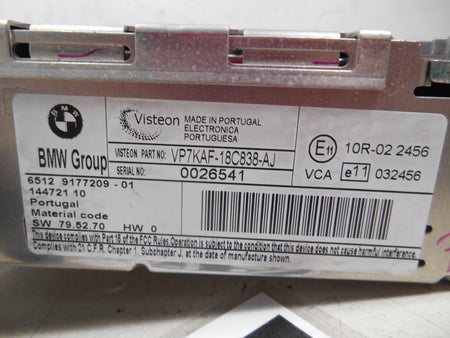 BMW
BMW Group
Visteon
MADE IN PORTUGAL
ELECTRONICA
PORTUGUESA
VISTEON PART NO: VP7KAF-18C838-AJ
SERIAL NO: 0026541
E11 10R-02 2456
VCA e11 032456
6512 9177209 - 01
144721 10
Portugal
Material code
SW 79.52.70 HW 0
This device complies with Part 15 of the FCC Rules. Operation is subject to the condition that this device does not cause harmful interference.
Complies with 21 C.F.R. Chapter 1, Subchapter J, at the date of manufacture shown.